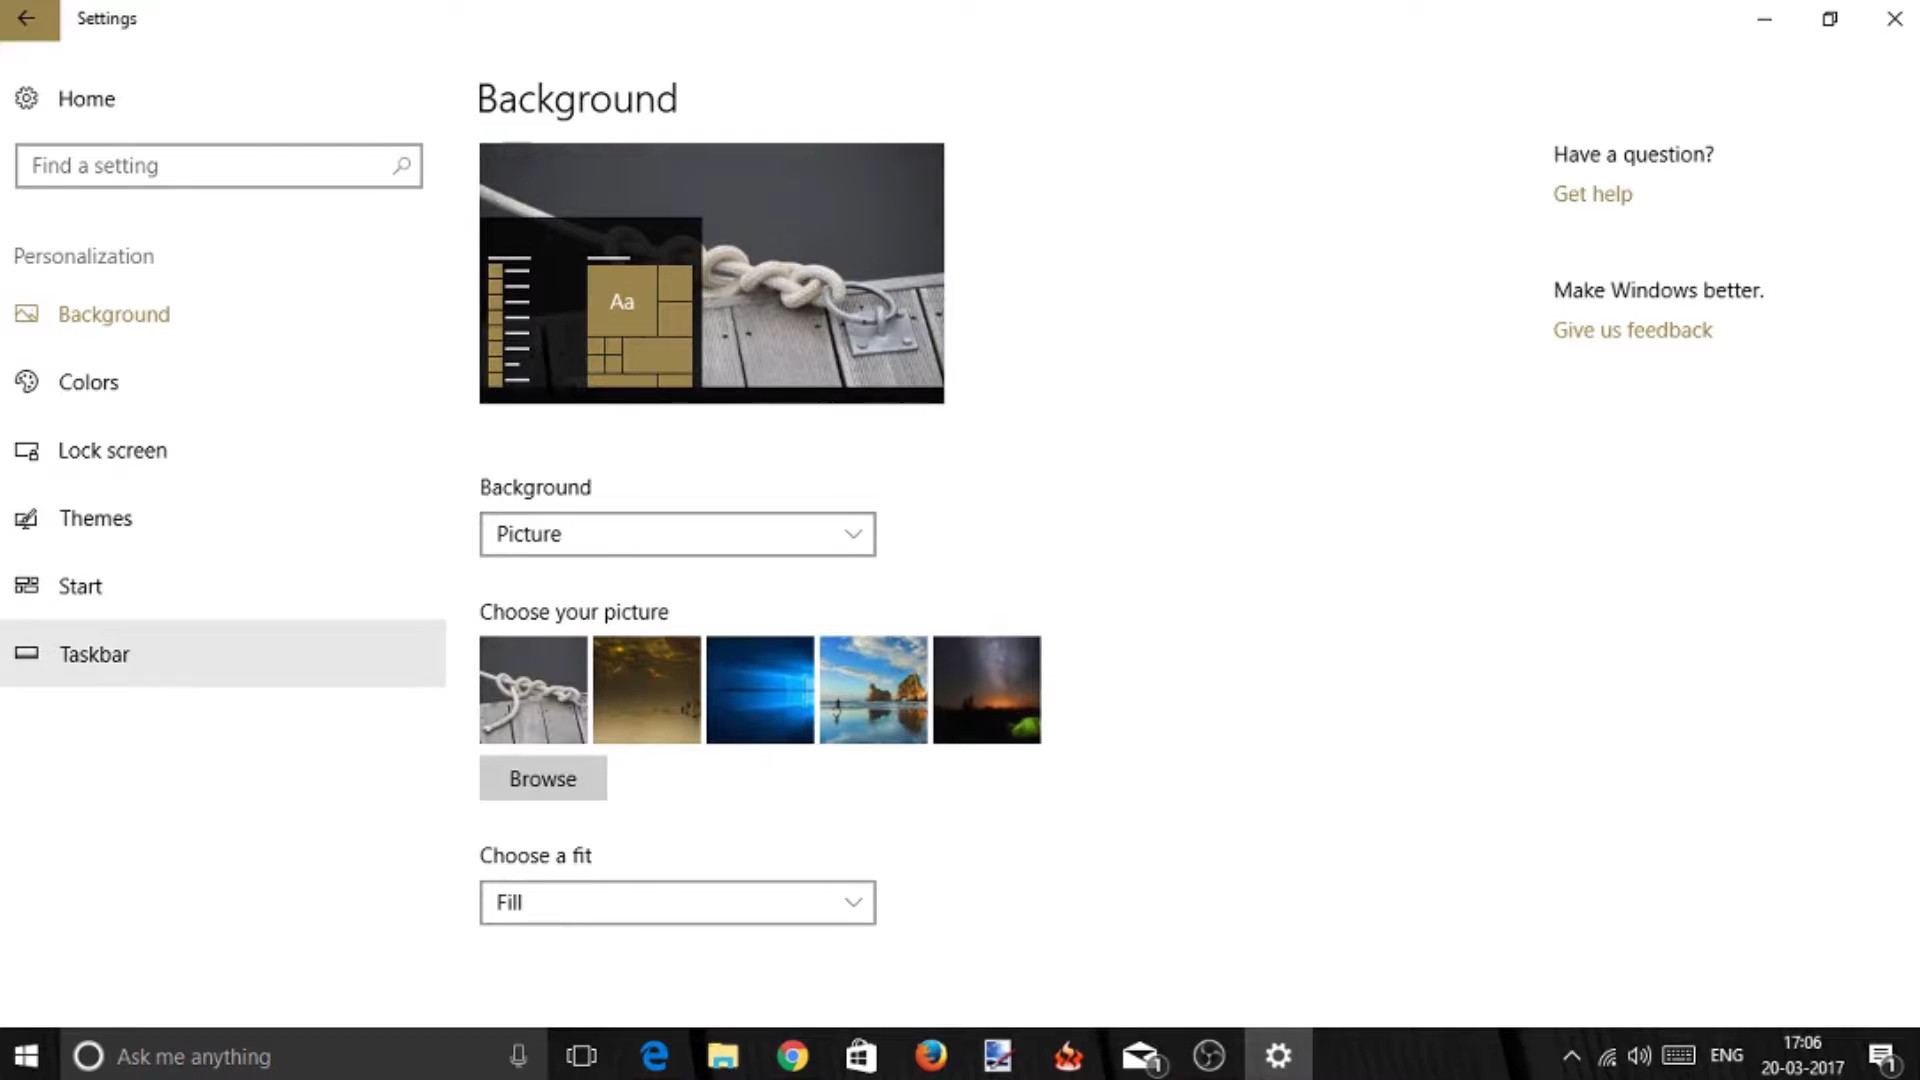 Settings
Home
Find a setting
Personalization
Background
Colors
Lock screen
Themes
Start
Taskbar
Background
Aa
Background
Picture
Choose your picture
Browse
Choose a fit
Fill
Have a question?
Get help
Make Windows better.
Give us feedback
Ask me anything
1
ENG
17:06
20-03-2017
1